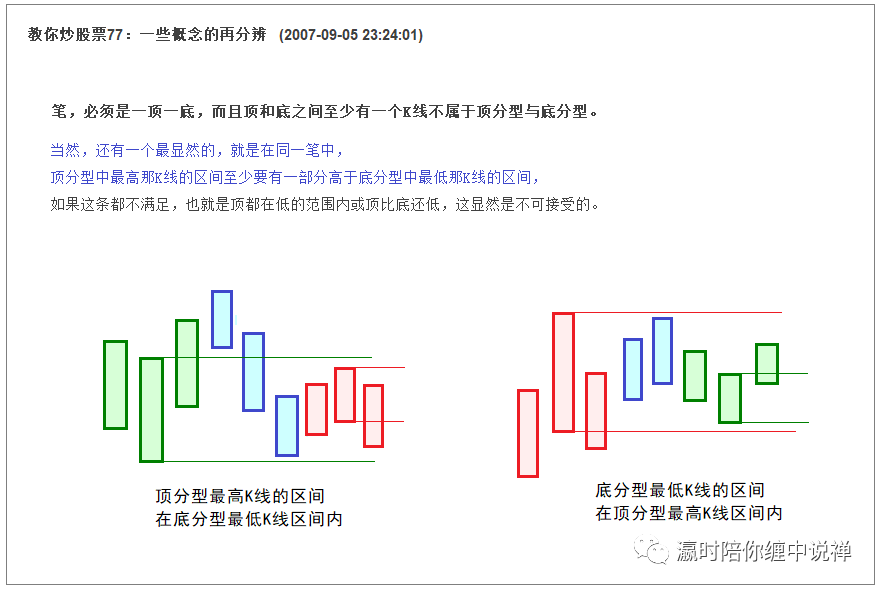 教你炒股票77：一些概念的再分辨 (2007-09-05 23:24:01)
笔，必须是一顶一底，而且顶和底之间至少有一个K线不属于顶分型与底分型。
当然，还有一个最显然的，就是在同一笔中，
顶分型中最高那K线的区间至少要有一部分高于底分型中最低那K线的区间，
如果这条都不满足，也就是顶都在低的范围内或顶比底还低，这显然是不可接受的。
顶分型最高K线的区间
在底分型最低K线区间内
底分型最低K线的区间
在顶分型最高K线区间内
瀛时陪你缠中说禅